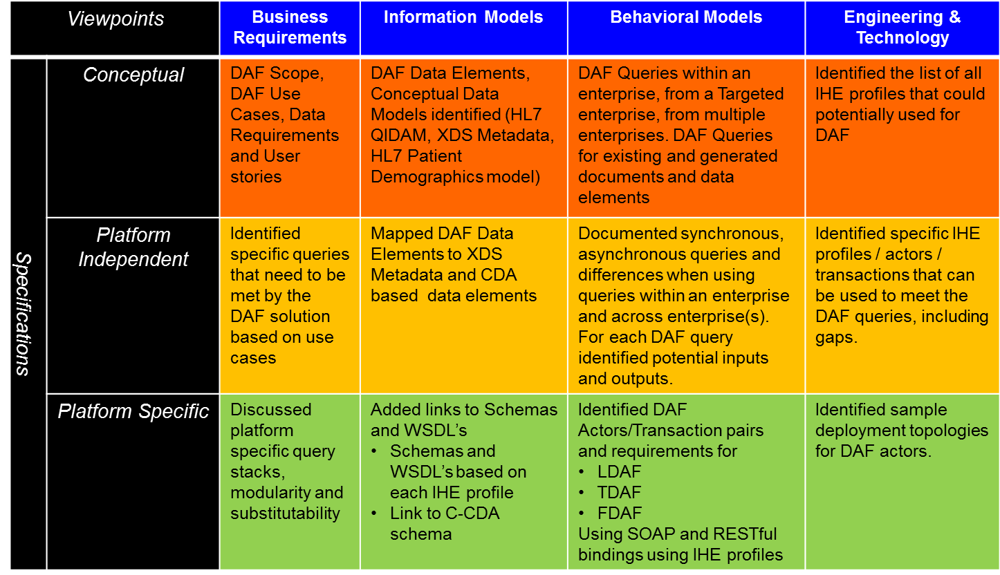 Viewpoints
Business
Requirements
Information Models
Behavioral Models
Engineering &
Technology
Specifications
Conceptual
DAF Scope,
DAF Use
Cases, Data
Requirements
and User
stories
DAF Data Elements,
Conceptual Data
Models identified (HL7
QIDAM, XDS Metadata,
HL7 Patient
Demographics model)
DAF Queries within an
enterprise, from a Targeted
enterprise, from multiple
enterprises. DAF Queries
for existing and generated
documents and data
elements
Identified the list of all
IHE profiles that could
potentially used for
DAF
Platform
Independent
Identified
specific queries
that need to be
met by the
DAF solution
based on use
cases
Mapped DAF Data
Elements to XDS
Metadata and CDA
based data elements
Documented synchronous,
asynchronous queries and
differences when using
queries within an enterprise
and across enterprise(s).
For each DAF query
identified potential inputs
and outputs.
Identified specific IHE
profiles / actors /
transactions that can
be used to meet the
DAF queries, including
gaps.
Platform Specific
Discussed
platform
specific query
stacks,
modularity and
substitutability
Added links to Schemas
and WSDL's
• Schemas and
WSDL's based on
each IHE profile
• Link to C-CDA
schema
Identified DAF
Actors/Transaction pairs
and requirements for
• LDAF
• TDAF
• FDAF
Using SOAP and RESTful
bindings using IHE profiles
Identified sample
deployment topologies
for DAF actors.